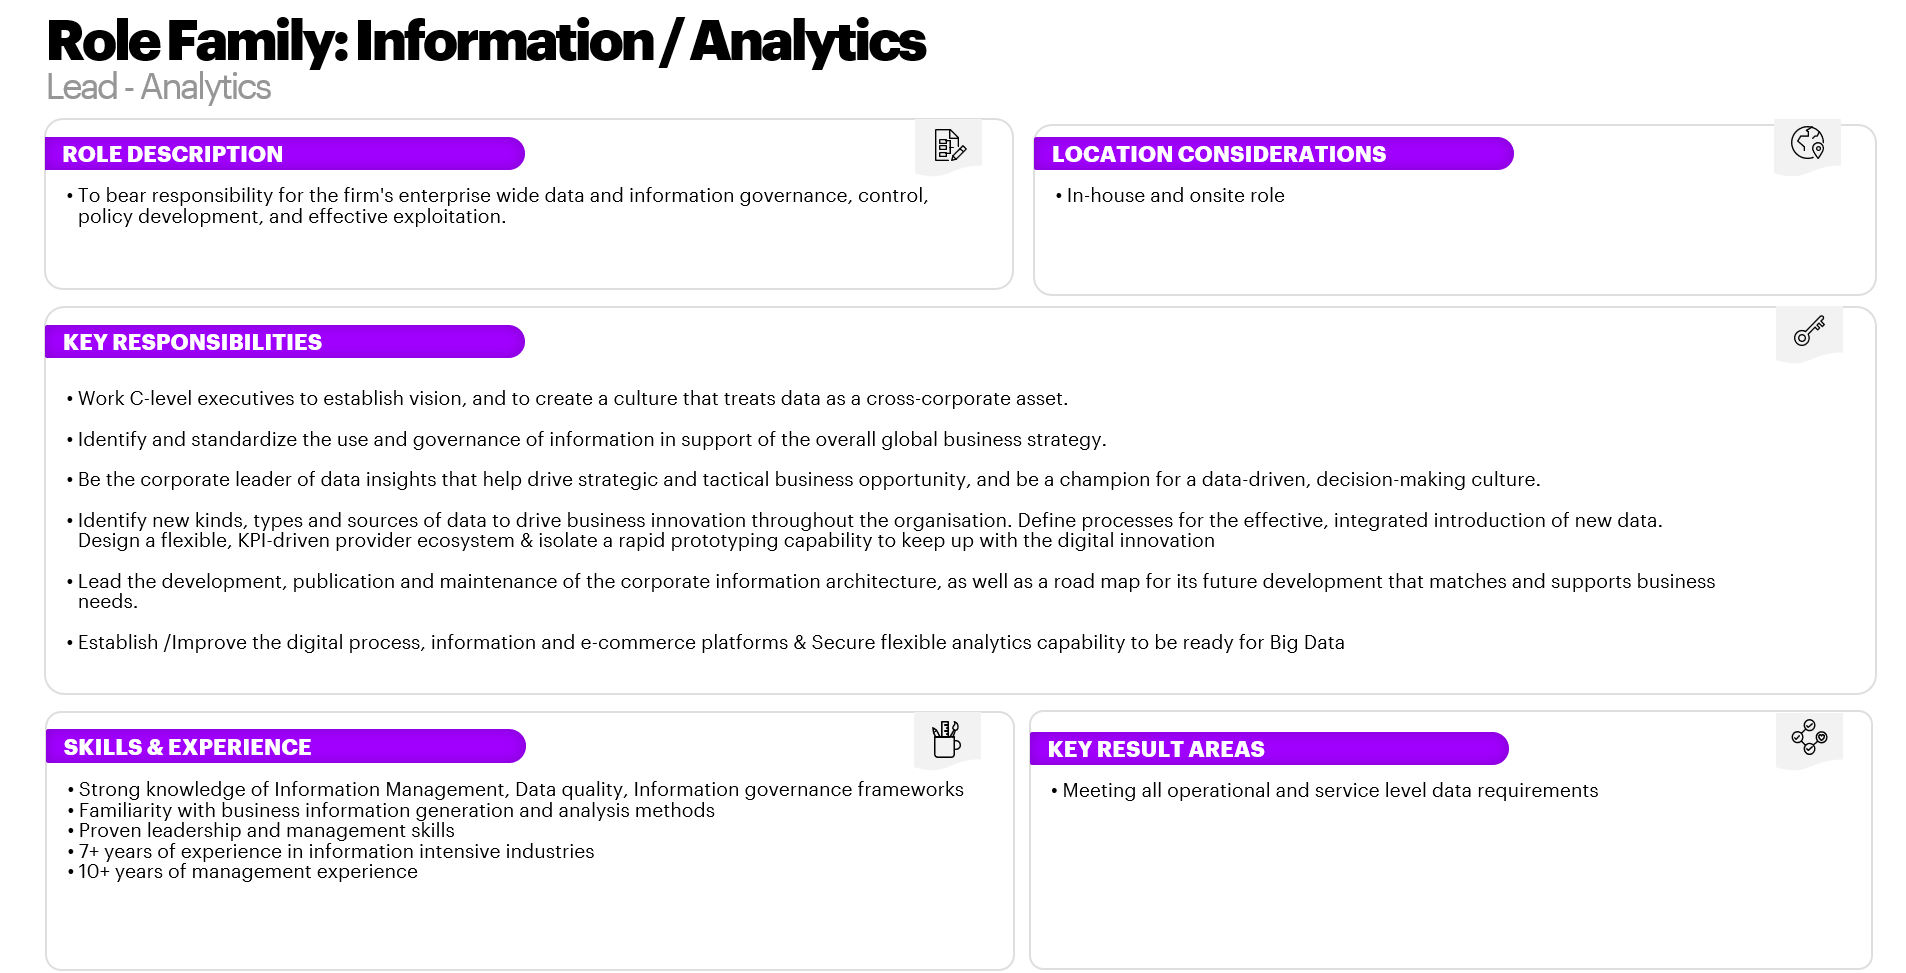 Role Family: Information / Analytics
Lead - Analytics
ROLE DESCRIPTION
• To bear responsibility for the firm's enterprise wide data and information governance, control,
policy development, and effective exploitation.
LOCATION CONSIDERATIONS
• In-house and onsite role
KEY RESPONSIBILITIES
• Work C-level executives to establish vision, and to create a culture that treats data as a cross-corporate asset.
• Identify and standardize the use and governance of information in support of the overall global business strategy.
• Be the corporate leader of data insights that help drive strategic and tactical business opportunity, and be a champion for a data-driven, decision-making culture.
• Identify new kinds, types and sources of data to drive business innovation throughout the organisation. Define processes for the effective, integrated introduction of new data.
Design a flexible, KPI-driven provider ecosystem & isolate a rapid prototyping capability to keep up with the digital innovation
• Lead the development, publication and maintenance of the corporate information architecture, as well as a road map for its future development that matches and supports business
needs.
• Establish /Improve the digital process, information and e-commerce platforms & Secure flexible analytics capability to be ready for Big Data
SKILLS & EXPERIENCE
• Strong knowledge of Information Management, Data quality, Information governance frameworks
• Familiarity with business information generation and analysis methods
• Proven leadership and management skills
• 7+ years of experience in information intensive industries
• 10+ years of management experience
KEY RESULT AREAS
• Meeting all operational and service level data requirements